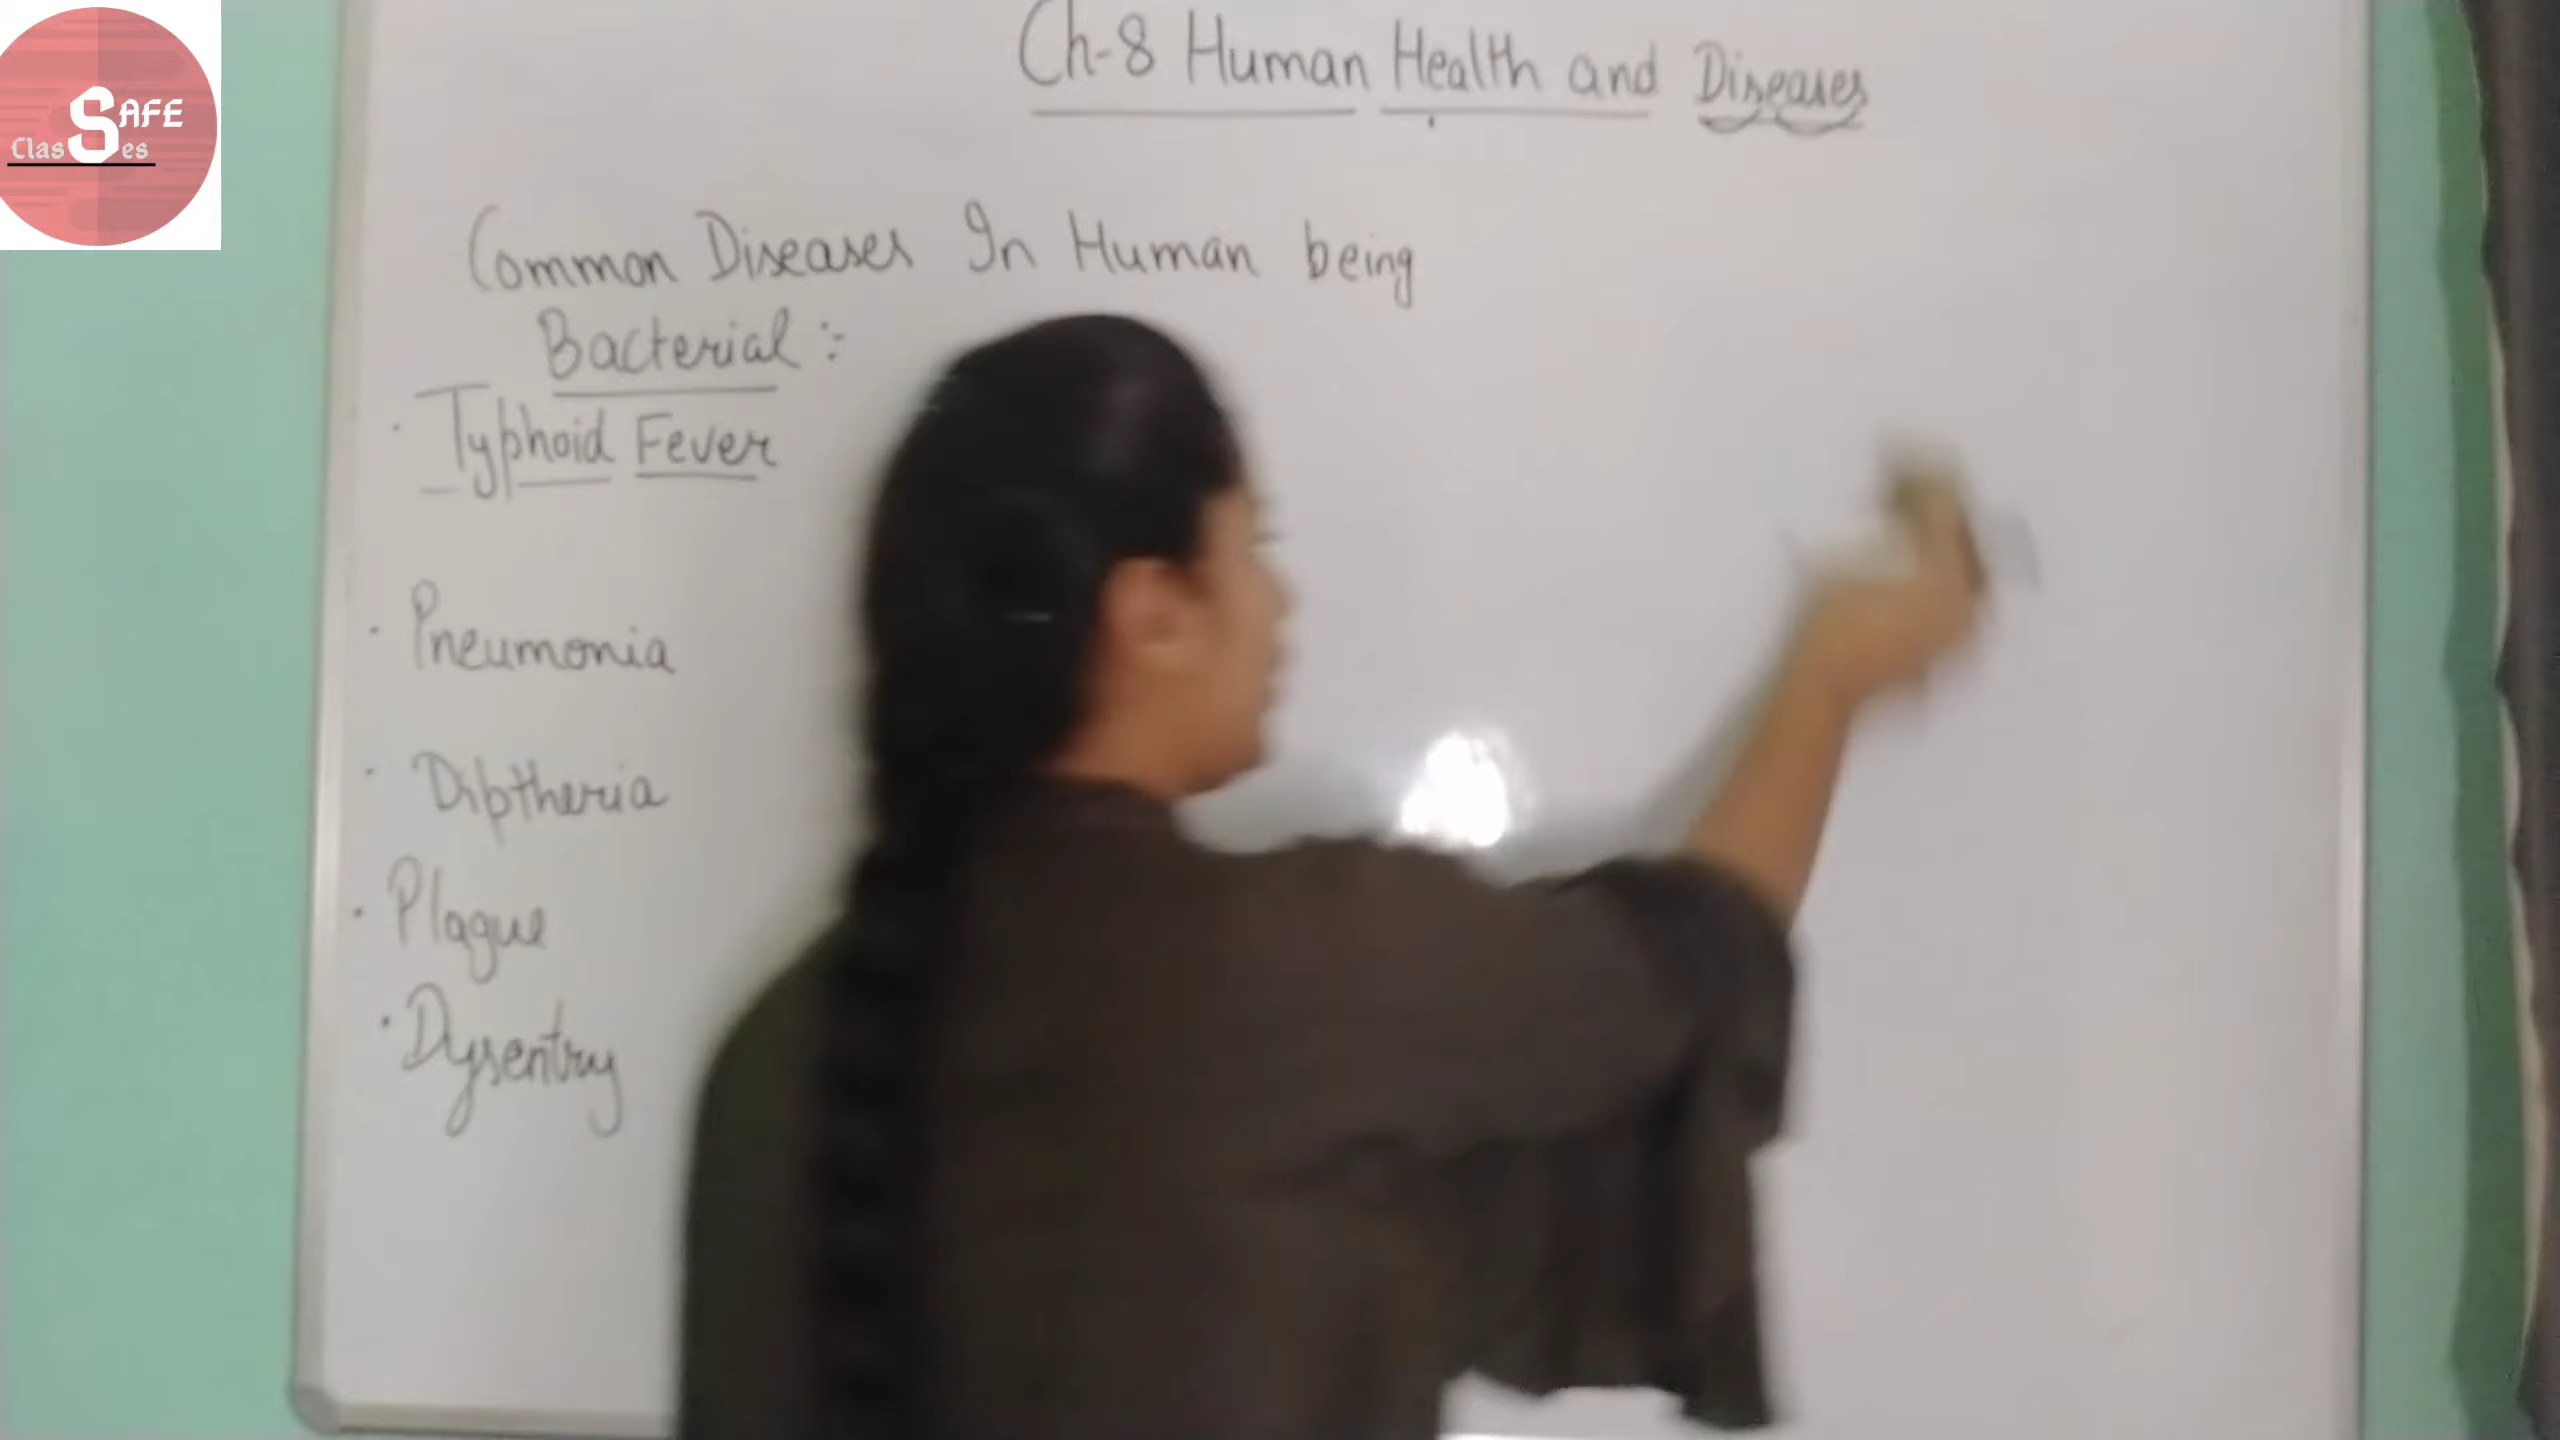 SAFE
Classes
Ch-8 Human Health and Diseases
Common Diseases In Human being
Bacterial :-
· Typhoid Fever
· Pneumonia
· Diptheria
· Plague
· Dysentry